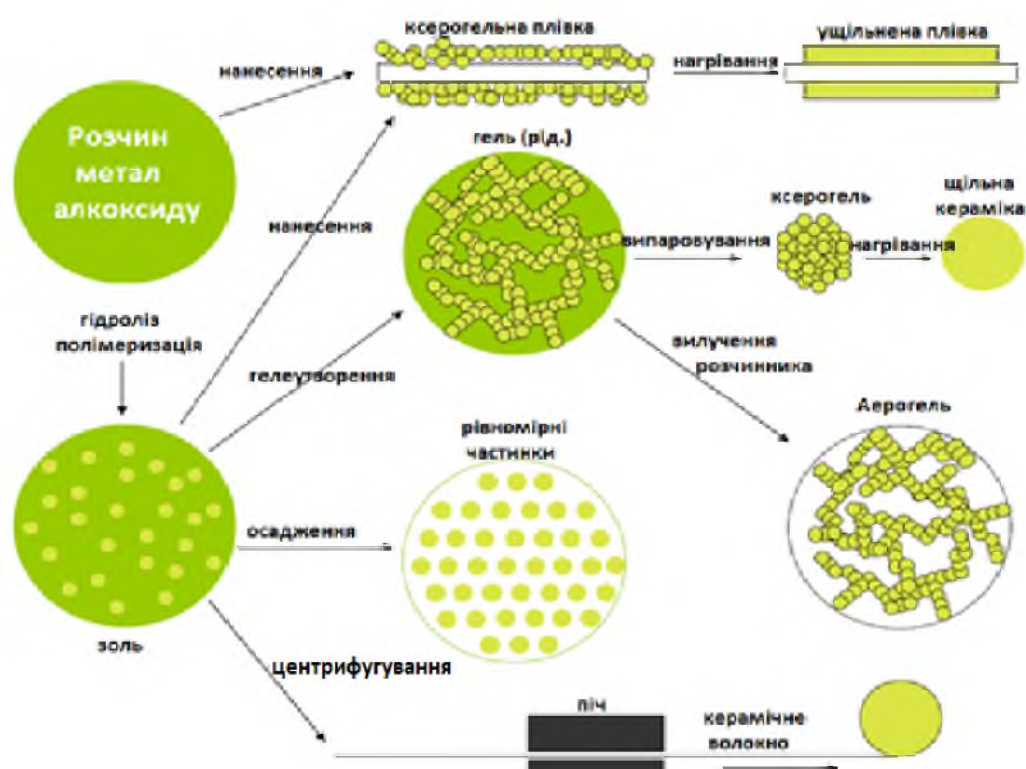 ксерогельна плівка
ущільнена плівка
нанесення
нагрівання
Розчин
метал
алкоксиду
гель (рід.)
нанесення
ксерогель
щільна
кераміка
випаровування
нагрівання
гідроліз
полімеризація
гелеутворення
вилучення
розчинника
Аерогель
рівномірні
частинки
осадження
золь
центрифугування
піч
керамічне
волокно